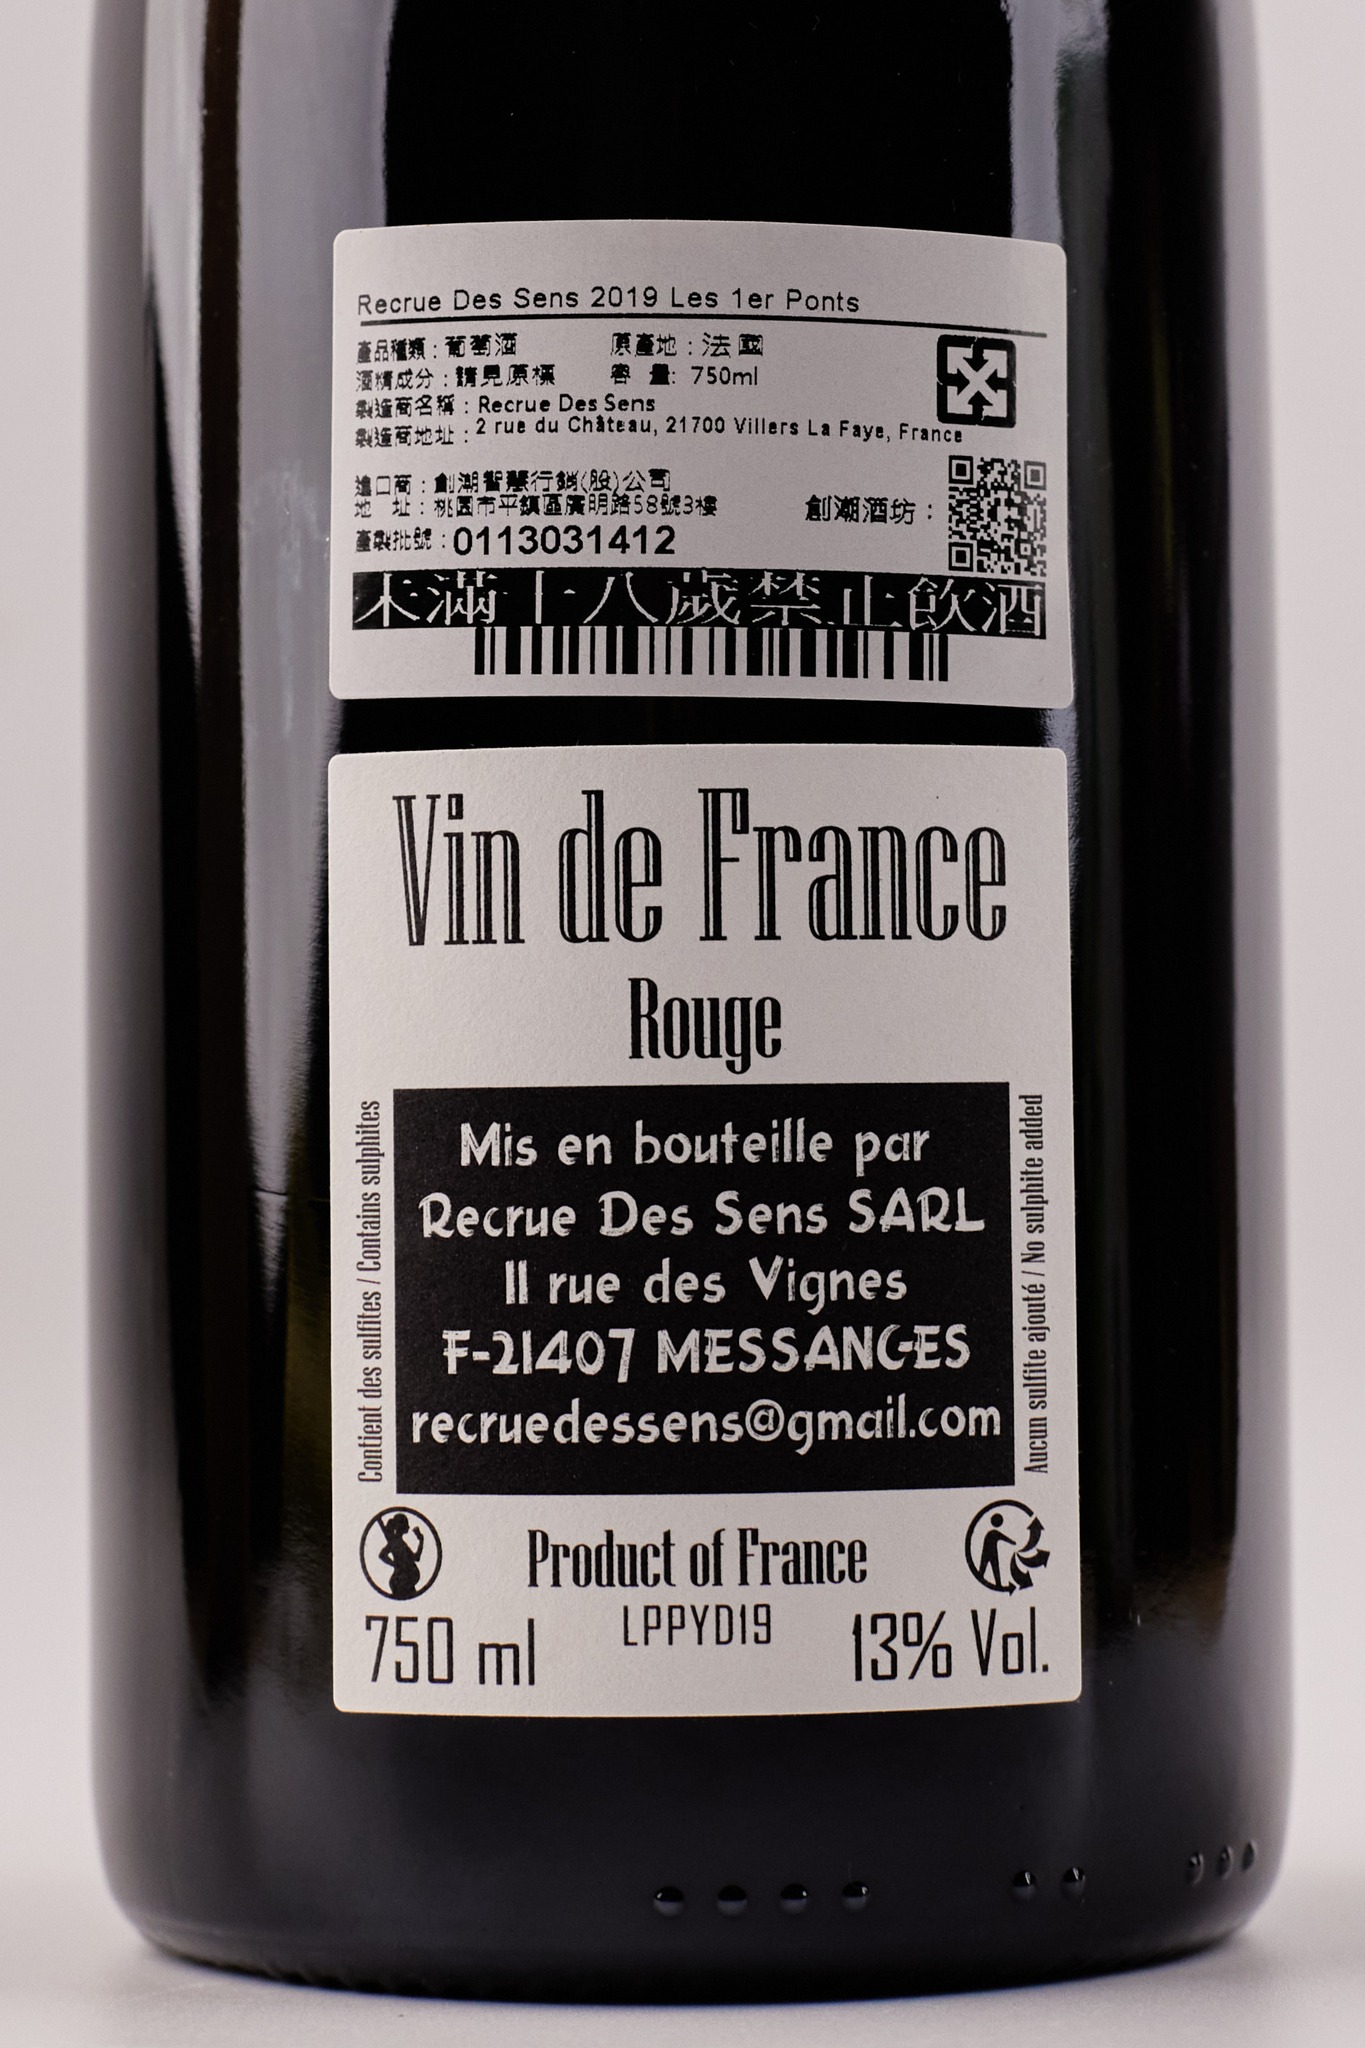 Recrue Des Sens 2019 Les 1er Ponts
產品種類：葡萄酒 原產地：法國
酒精成分：請見原標 容 量：750ml
製造商名稱：Recrue Des Sens
製造商地址：2 rue du Château, 21700 Villers La Faye, France
進口商：創潮智慧行銷(股)公司
地 址：桃園市平鎮區廣明路58號3樓 創潮酒坊：
產製批號：0113031412
未滿十八歲禁止飲酒
Vin de France
Rouge
Contient des sulfites / Contains sulphites
Mis en bouteille par
Recrue Des Sens SARL
11 rue des Vignes
F-21407 MESSANGES
recruedessens@gmail.com
Aucun sulfite ajouté / No sulphite added
Product of France
750 ml LPPYD19 13% Vol.